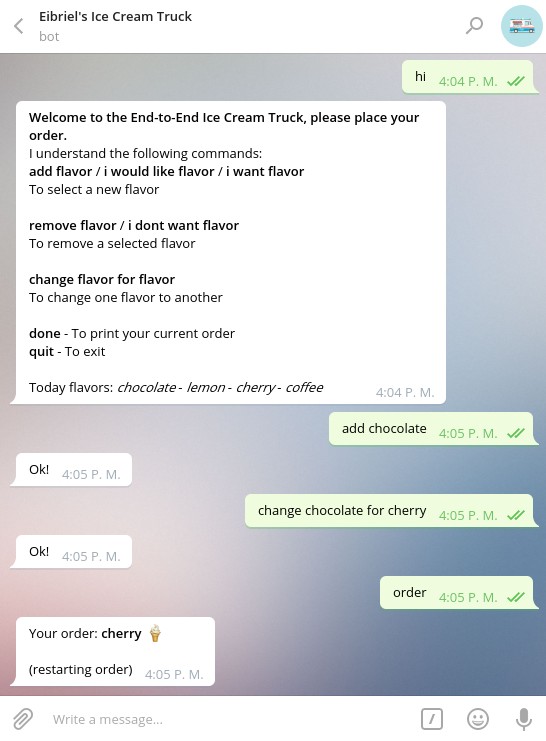 Eibriel's Ice Cream Truck
bot
hi 4:04 P. M.
Welcome to the End-to-End Ice Cream Truck, please place your
order.
I understand the following commands:
add flavor / i would like flavor / i want flavor
To select a new flavor
remove flavor / i dont want flavor
To remove a selected flavor
change flavor for flavor
To change one flavor to another
done - To print your current order
quit - To exit
Today flavors: chocolate - lemon - cherry - coffee 4:04 P. M.
add chocolate 4:05 P. M.
Ok! 4:05 P. M.
change chocolate for cherry 4:05 P. M.
Ok! 4:05 P. M.
order 4:05 P. M.
Your order: cherry 🍦
(restarting order) 4:05 P. M.
Write a message...